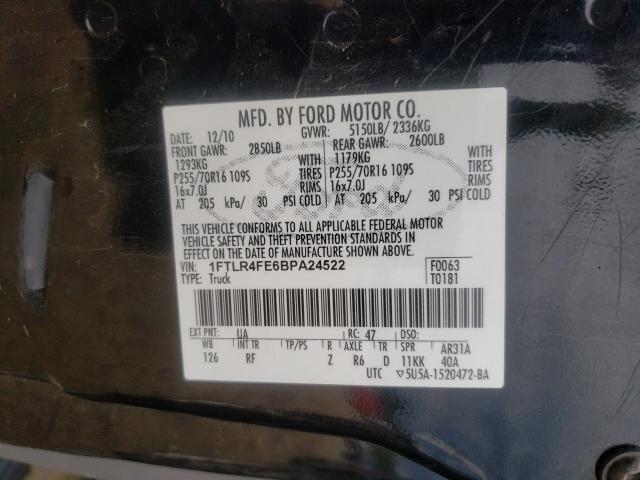 MFD. BY FORD MOTOR CO.
DATE: 12/10 GVWR: 5150LB/ 2336KG
FRONT GAWR: 2850LB REAR GAWR: 2600LB
1293KG WITH 1179KG WITH
P255/70R16 109S TIRES P255/70R16 109S TIRES
16x7.0J RIMS 16x7.0J RIMS
AT 205 kPa/ 30 PSI COLD AT 205 kPa/ 30 PSI COLD
THIS VEHICLE CONFORMS TO ALL APPLICABLE FEDERAL MOTOR
VEHICLE SAFETY AND THEFT PREVENTION STANDARDS IN
EFFECT ON THE DATE OF MANUFACTURE SHOWN ABOVE.
VIN: 1FTLR4FE6BPA24522 F0063
TYPE: Truck T0181
EXT PNT: UA RC: 47 DSO:
WB INT TR TP/PS R AXLE TR SPR AR31A
126 RF Z R6 D 11KK 40A
UTC ▽5U5A-1520472-BA